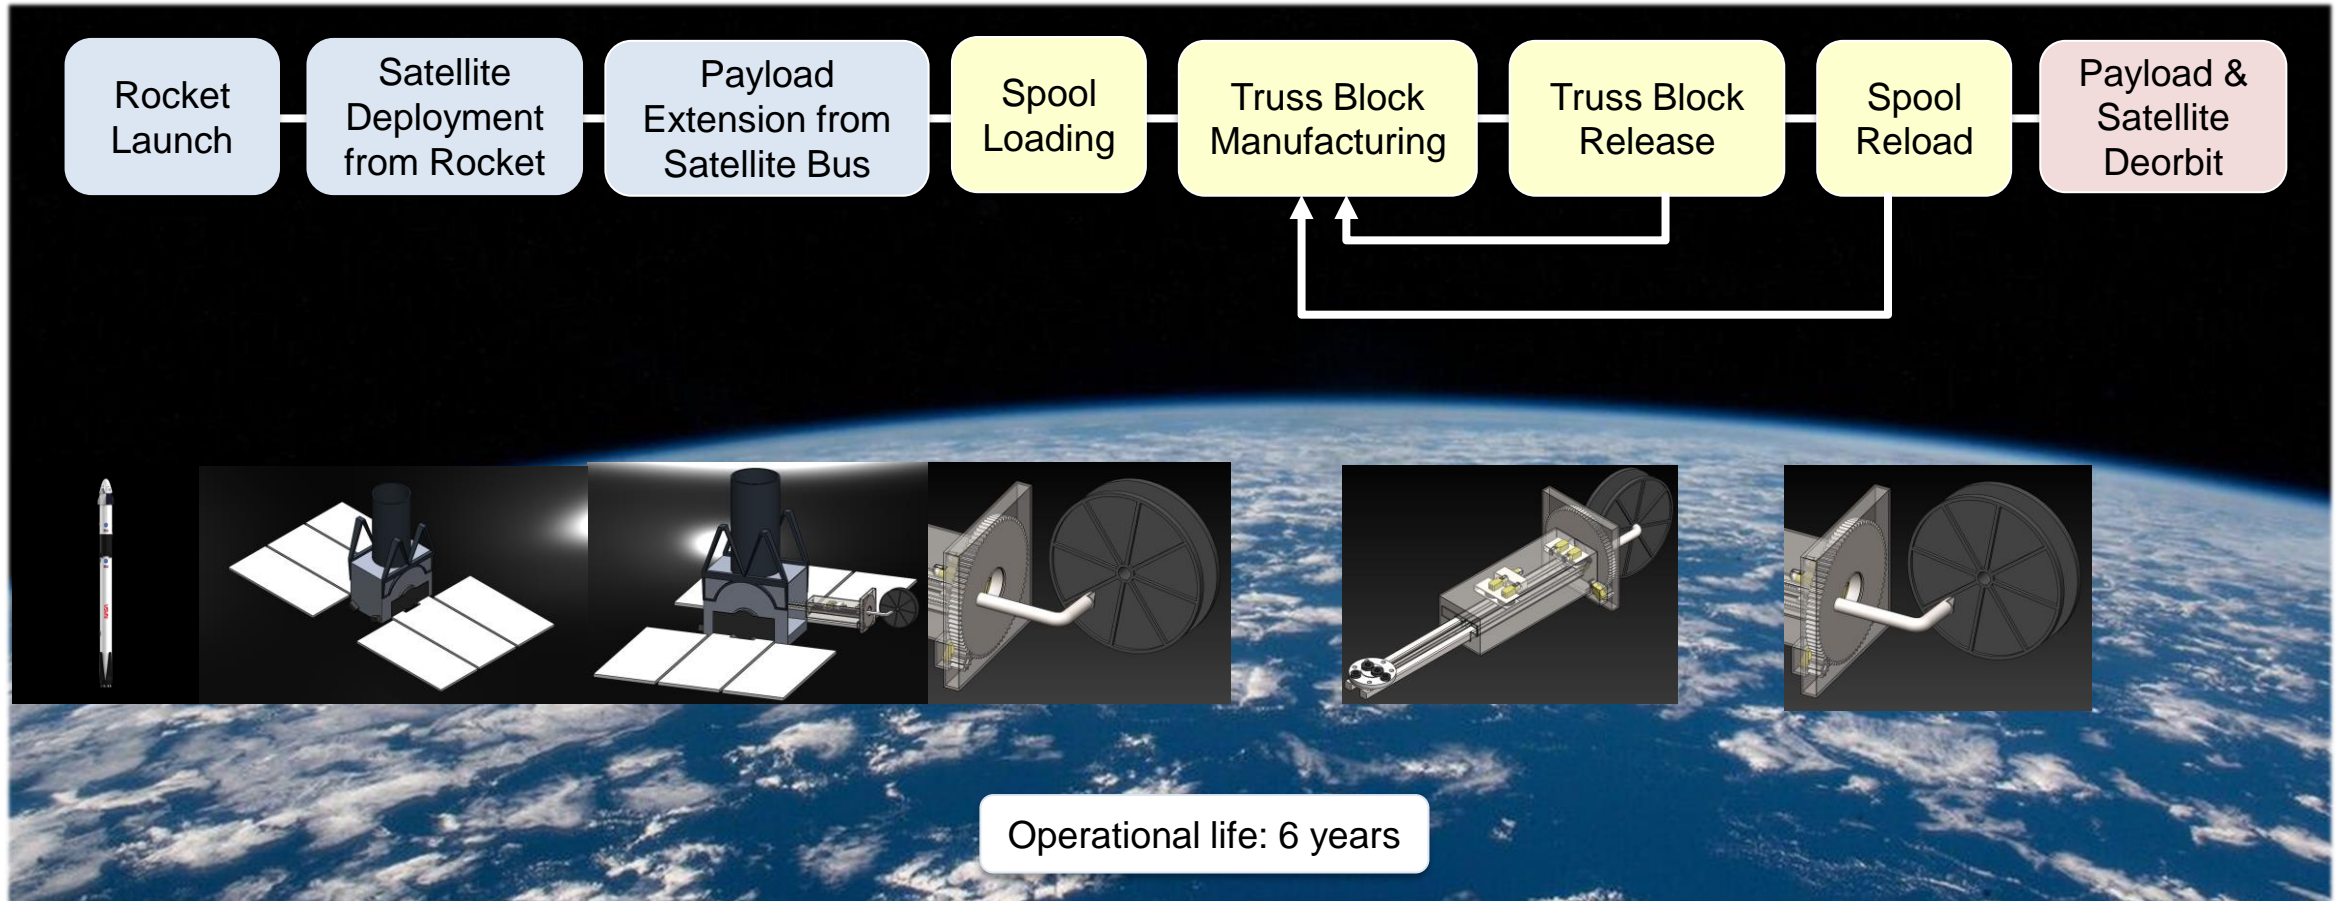 Rocket
Launch
Satellite
Deployment
from Rocket
Payload
Extension from
Satellite Bus
Spool
Loading
Truss Block
Manufacturing
Truss Block
Release
Spool
Reload
Payload &
Satellite
Deorbit
Operational life: 6 years